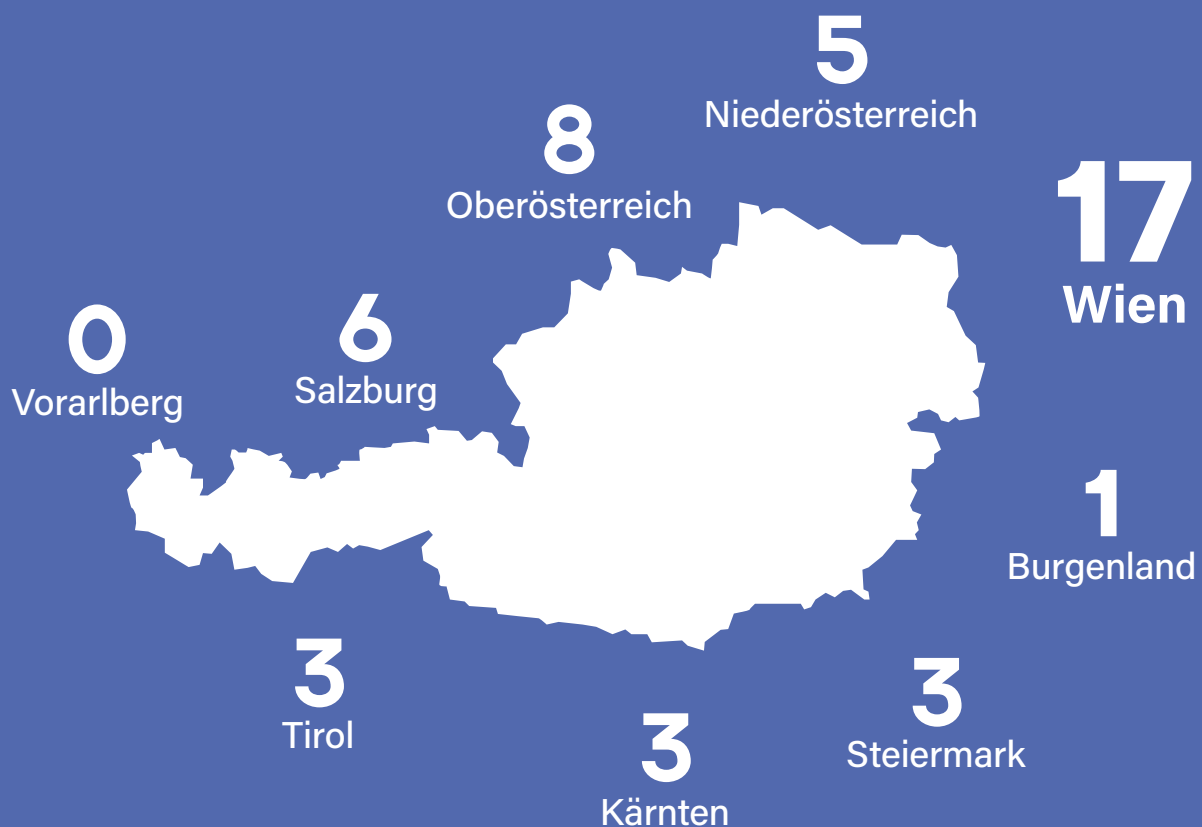 5
Niederösterreich
8
Oberösterreich
17
Wien
0
Vorarlberg
6
Salzburg
1
Burgenland
3
Tirol
3
Kärnten
3
Steiermark